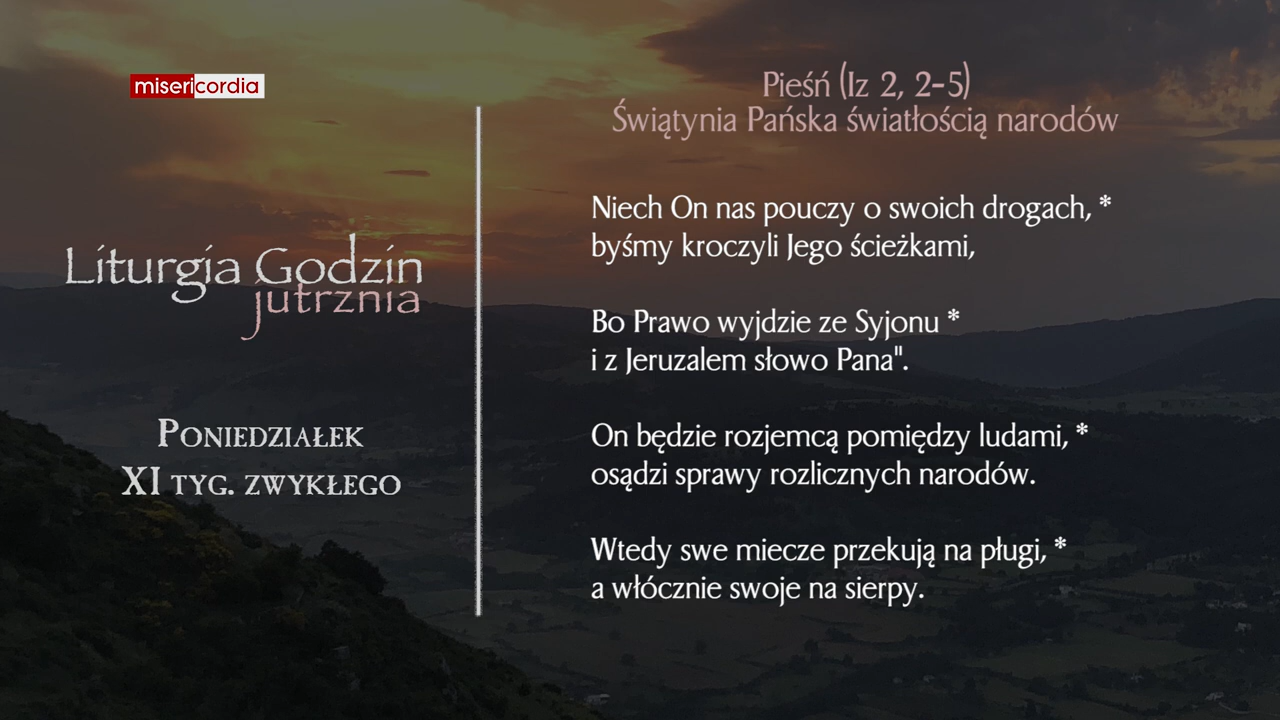 misericordia
Liturgia Godzin
jutrznia
Poniedziałek
XI tyg. zwykłego
Pieśń (Iz 2, 2-5)
Świątynia Pańska światłością narodów
Niech On nas pouczy o swoich drogach, *
byśmy kroczyli Jego ścieżkami,
Bo Prawo wyjdzie ze Syjonu *
i z Jeruzalem słowo Pana".
On będzie rozjemcą pomiędzy ludami, *
osądzi sprawy rozlicznych narodów.
Wtedy swe miecze przekują na pługi, *
a włócznie swoje na sierpy.